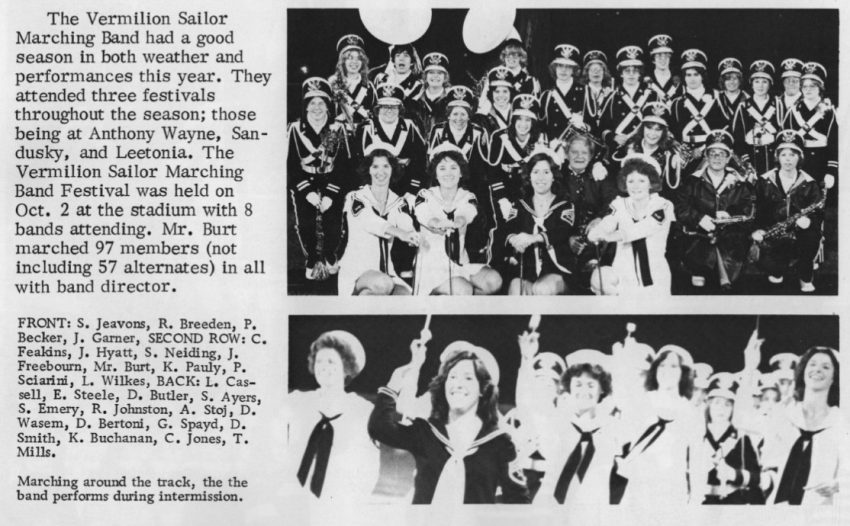 The Vermilion Sailor
Marching Band had a good
season in both weather and
performances this year. They
attended three festivals
throughout the season; those
being at Anthony Wayne, San-
dusky, and Leetonia. The
Vermilion Sailor Marching
Band Festival was held on
Oct. 2 at the stadium with 8
bands attending. Mr. Burt
marched 97 members (not
including 57 alternates) in all
with band director.
FRONT: S. Jeavons, R. Breeden, P.
Becker, J. Garner, SECOND ROW: C.
Feakins, J. Hyatt, S. Neiding, J.
Freebourn, Mr. Burt, K. Pauly, P.
Sciarini, L. Wilkes, BACK: L. Cas-
sell, E. Steele, D. Butler, S. Ayers,
S. Emery, R. Johnston, A. Stoj, D.
Wasem, D. Bertoni, G. Spayd, D.
Smith, K. Buchanan, C. Jones, T.
Mills.
Marching around the track, the the
band performs during intermission.